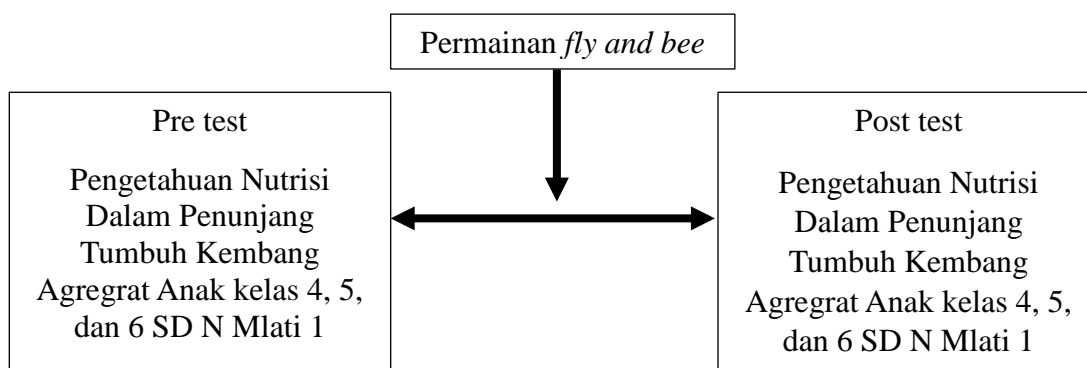 Permainan fly and bee
Pre test
Pengetahuan Nutrisi
Dalam Penunjang
Tumbuh Kembang
Agregrat Anak kelas 4, 5,
dan 6 SD N Mlati 1
Post test
Pengetahuan Nutrisi
Dalam Penunjang
Tumbuh Kembang
Agregrat Anak kelas 4, 5,
dan 6 SD N Mlati 1